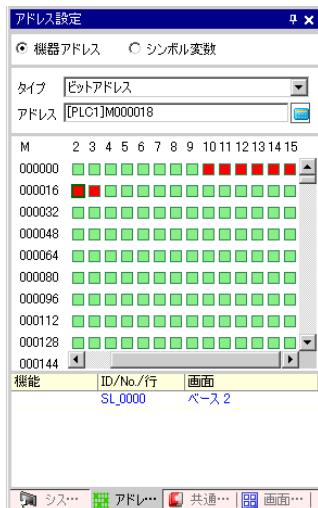 アドレス設定
機器アドレス シンボル変数
タイプ ビットアドレス
アドレス [PLC1]M000018
M 2 3 4 5 6 7 8 9 10 11 12 13 14 15
000000
000016
000032
000048
000064
000080
000096
000112
000128
000144
機能 ID/No./行 画面
SL_0000 ベース 2
シス… アドレ… 共通… 画面…